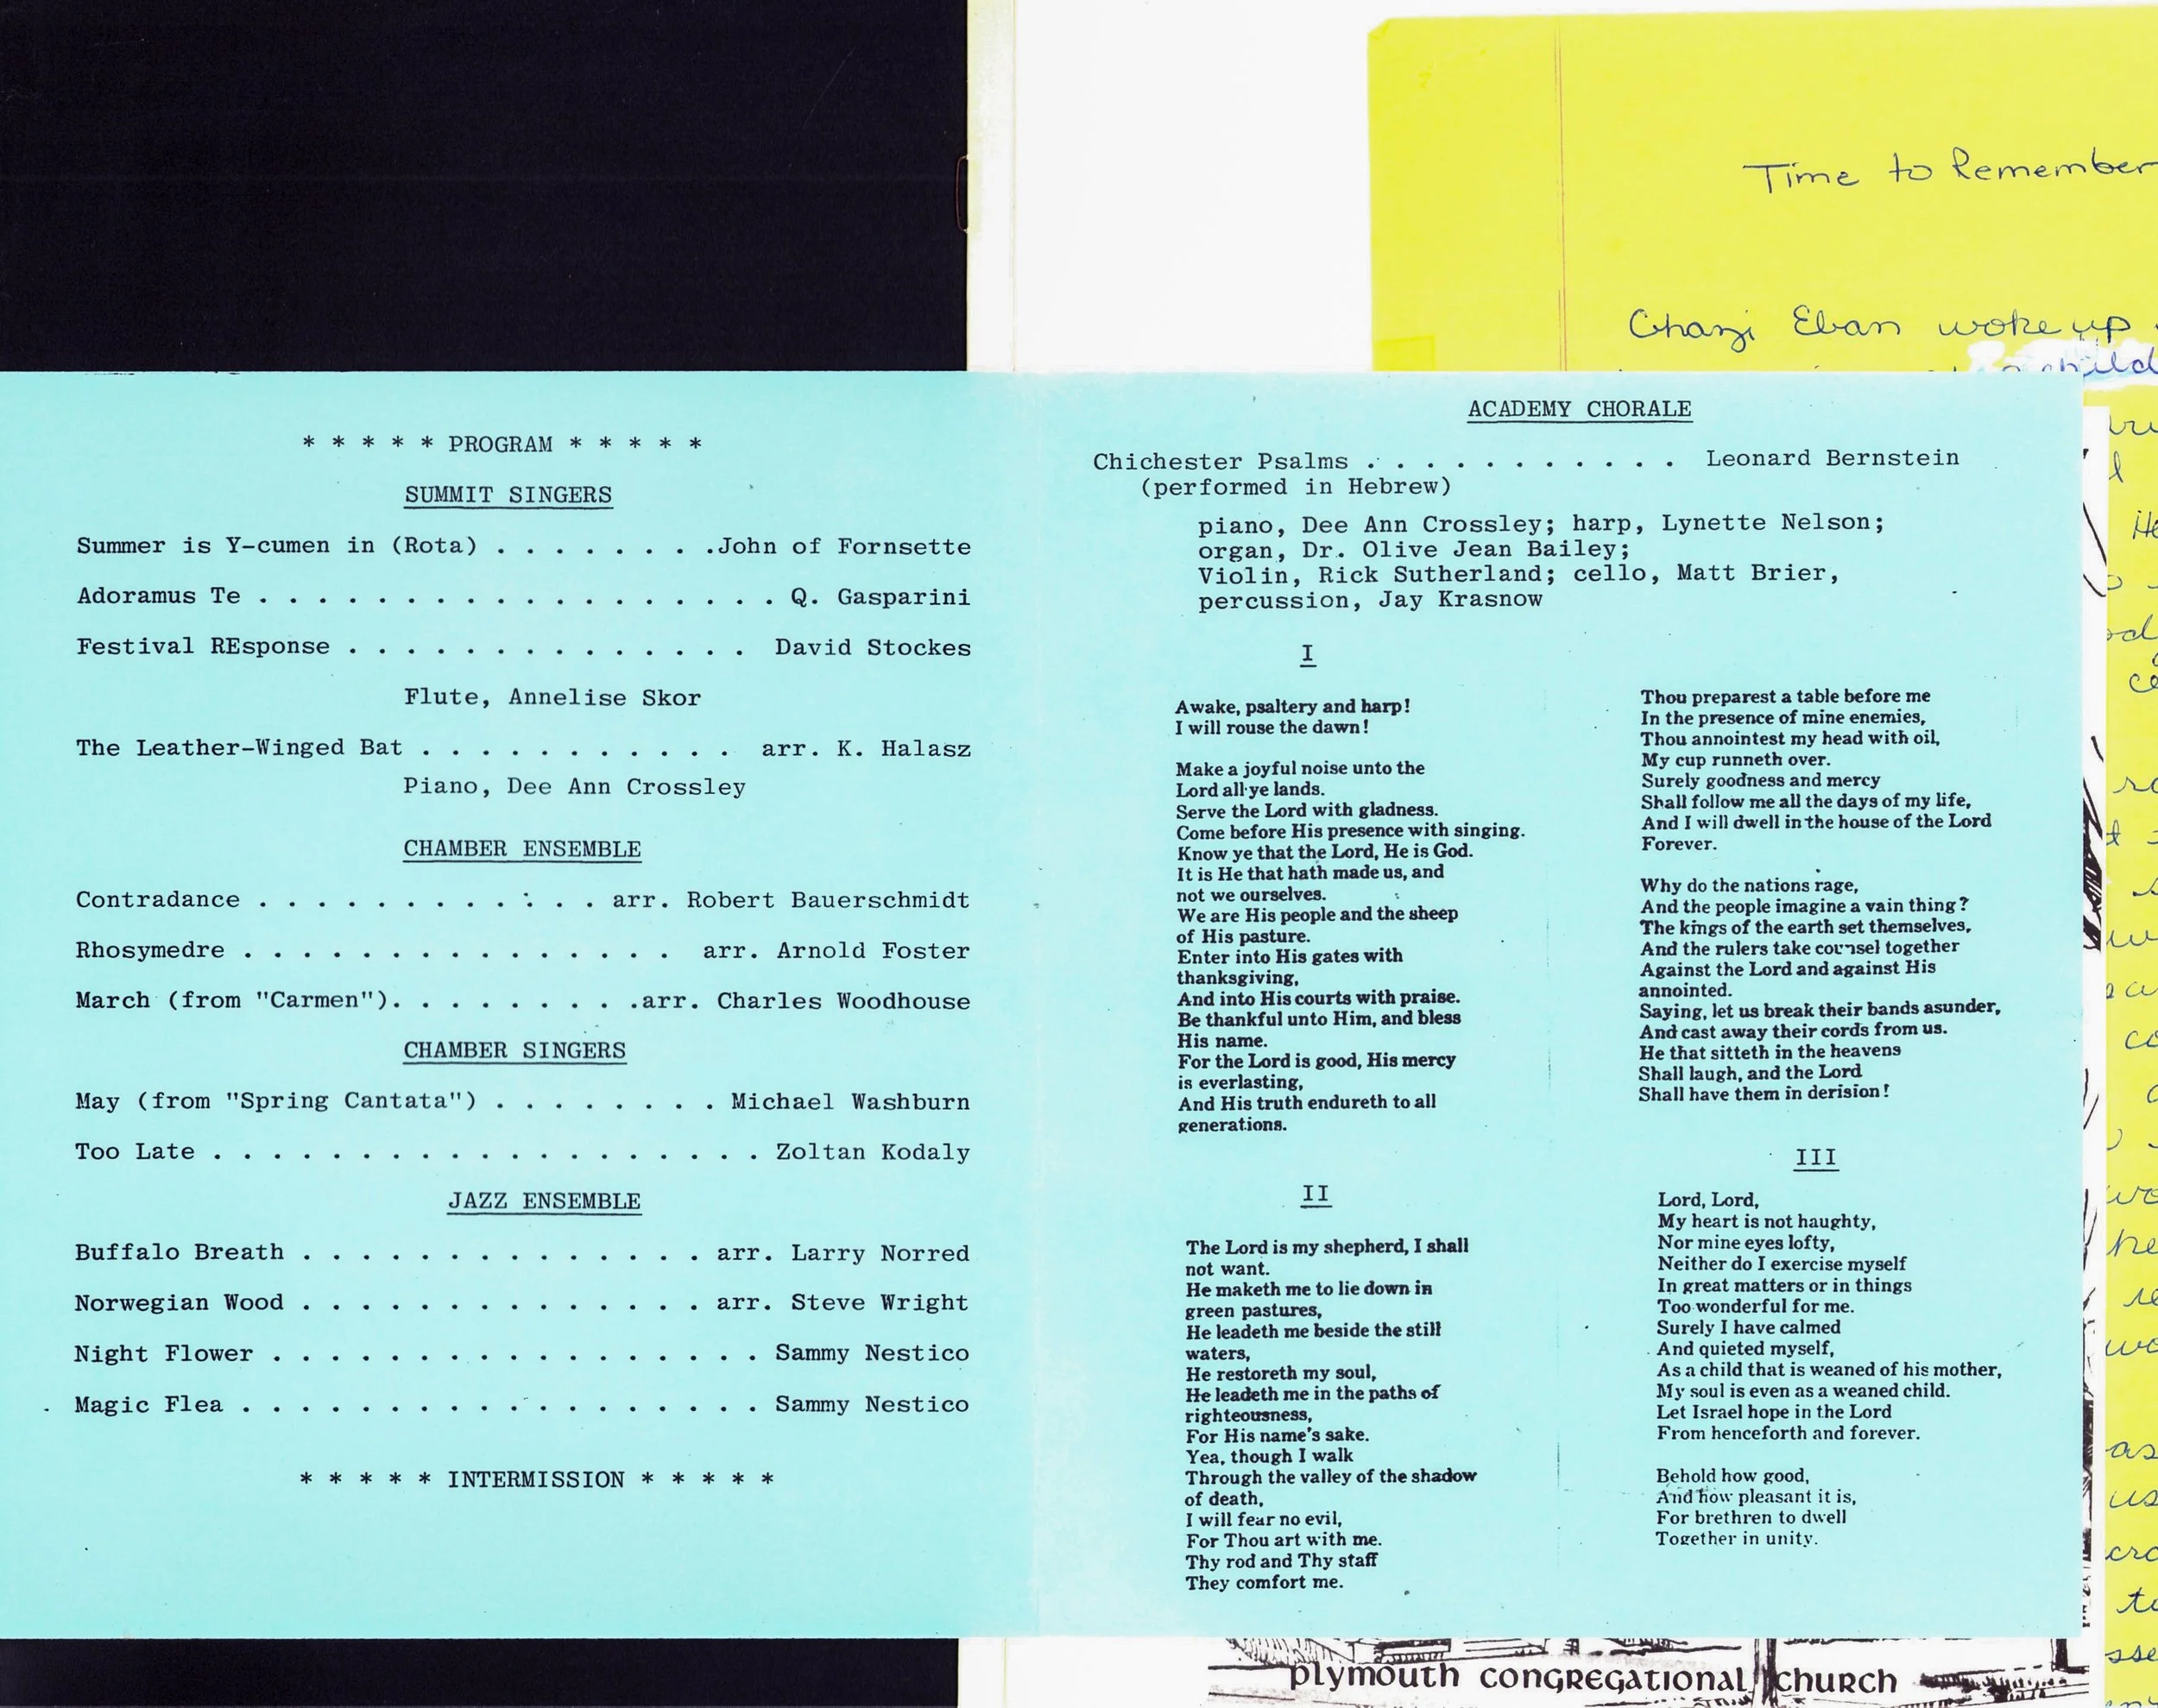 Time to Remember
Ghazi Eban woke up
child
* * * * * PROGRAM * * * * *
SUMMIT SINGERS
Summer is Y-cumen in (Rota) . . . . . . . .John of Fornsette
Adoramus Te . . . . . . . . . . . . . . . . . . Q. Gasparini
Festival REsponse . . . . . . . . . . . . . . David Stockes
Flute, Annelise Skor
The Leather-Winged Bat . . . . . . . . . . . arr. K. Halasz
Piano, Dee Ann Crossley
CHAMBER ENSEMBLE
Contradance . . . . . . . . . . . . arr. Robert Bauerschmidt
Rhosymedre . . . . . . . . . . . . . . . arr. Arnold Foster
March (from "Carmen"). . . . . . . . .arr. Charles Woodhouse
CHAMBER SINGERS
May (from "Spring Cantata") . . . . . . . . Michael Washburn
Too Late . . . . . . . . . . . . . . . . . . . Zoltan Kodaly
JAZZ ENSEMBLE
Buffalo Breath . . . . . . . . . . . . . . arr. Larry Norred
Norwegian Wood . . . . . . . . . . . . . . arr. Steve Wright
Night Flower . . . . . . . . . . . . . . . . . Sammy Nestico
Magic Flea . . . . . . . . . . . . . . . . . . Sammy Nestico
* * * * * INTERMISSION * * * * *
ACADEMY CHORALE
Chichester Psalms . . . . . . . . . . . Leonard Bernstein
(performed in Hebrew)
piano, Dee Ann Crossley; harp, Lynette Nelson;
organ, Dr. Olive Jean Bailey;
Violin, Rick Sutherland; cello, Matt Brier,
percussion, Jay Krasnow
I
Awake, psaltery and harp!
I will rouse the dawn!
Make a joyful noise unto the
Lord all ye lands.
Serve the Lord with gladness.
Come before His presence with singing.
Know ye that the Lord, He is God.
It is He that hath made us, and
not we ourselves.
We are His people and the sheep
of His pasture.
Enter into His gates with
thanksgiving,
And into His courts with praise.
Be thankful unto Him, and bless
His name.
For the Lord is good, His mercy
is everlasting,
And His truth endureth to all
generations.
II
The Lord is my shepherd, I shall
not want.
He maketh me to lie down in
green pastures,
He leadeth me beside the still
waters,
He restoreth my soul,
He leadeth me in the paths of
righteousness,
For His name's sake.
Yea, though I walk
Through the valley of the shadow
of death,
I will fear no evil,
For Thou art with me.
Thy rod and Thy staff
They comfort me.
Thou preparest a table before me
In the presence of mine enemies,
Thou annointest my head with oil,
My cup runneth over.
Surely goodness and mercy
Shall follow me all the days of my life,
And I will dwell in the house of the Lord
Forever.
Why do the nations rage,
And the people imagine a vain thing?
The kings of the earth set themselves,
And the rulers take counsel together
Against the Lord and against His
annointed.
Saying, let us break their bands asunder,
And cast away their cords from us.
He that sitteth in the heavens
Shall laugh, and the Lord
Shall have them in derision!
III
Lord, Lord,
My heart is not haughty,
Nor mine eyes lofty,
Neither do I exercise myself
In great matters or in things
Too wonderful for me.
Surely I have calmed
And quieted myself,
As a child that is weaned of his mother,
My soul is even as a weaned child.
Let Israel hope in the Lord
From henceforth and forever.
Behold how good,
And how pleasant it is,
For brethren to dwell
Together in unity.
plymouth congregational church